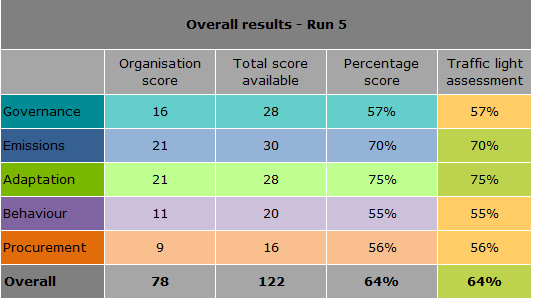 Overall results - Run 5
Organisation score Total score available Percentage score Traffic light assessment
Governance 16 28 57% 57%
Emissions 21 30 70% 70%
Adaptation 21 28 75% 75%
Behaviour 11 20 55% 55%
Procurement 9 16 56% 56%
Overall 78 122 64% 64%